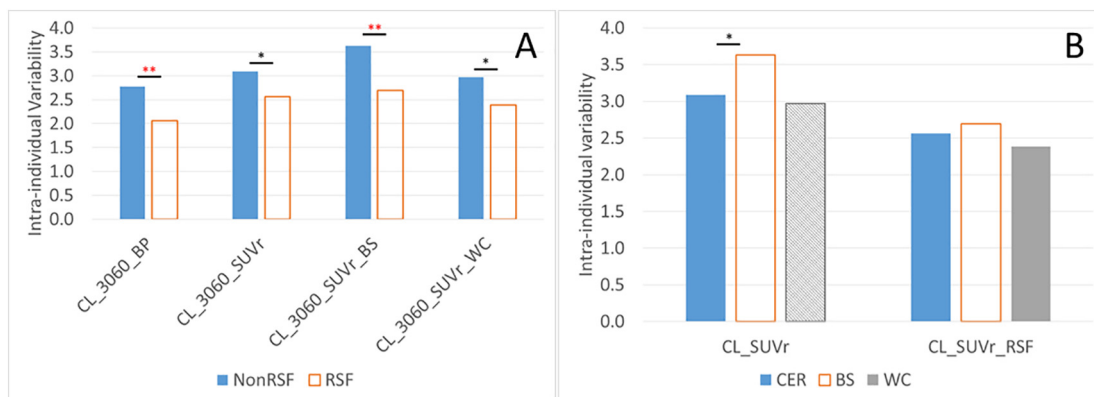 A
Intra-individual Variability
4.0
3.5
3.0
2.5
2.0
1.5
1.0
0.5
0.0
**
*
**
*
CL_3060_BP
CL_3060_SUVr
CL_3060_SUVr_BS
CL_3060_SUVr_WC
NonRSF RSF
B
Intra-individual variability
4.0
3.5
3.0
2.5
2.0
1.5
1.0
0.5
0.0
*
CL_SUVr CL_SUVr_RSF
CER BS WC